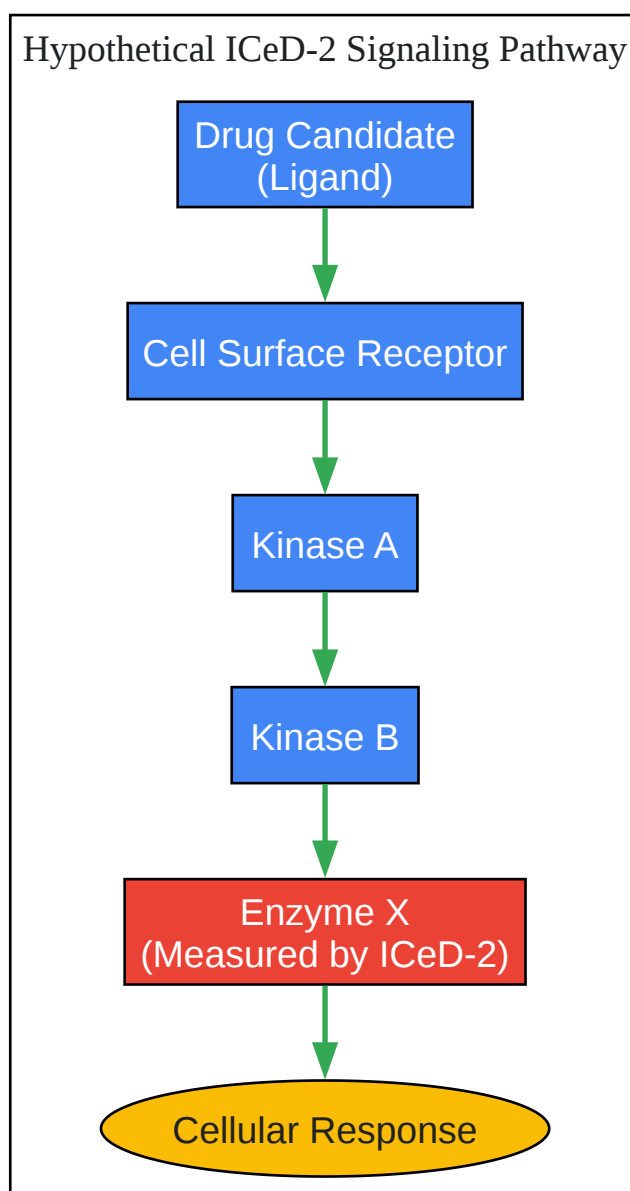 Hypothetical ICeD-2 Signaling Pathway
Drug Candidate
(Ligand)
Cell Surface Receptor
Kinase A
Kinase B
Enzyme X
(Measured by ICeD-2)
Cellular Response